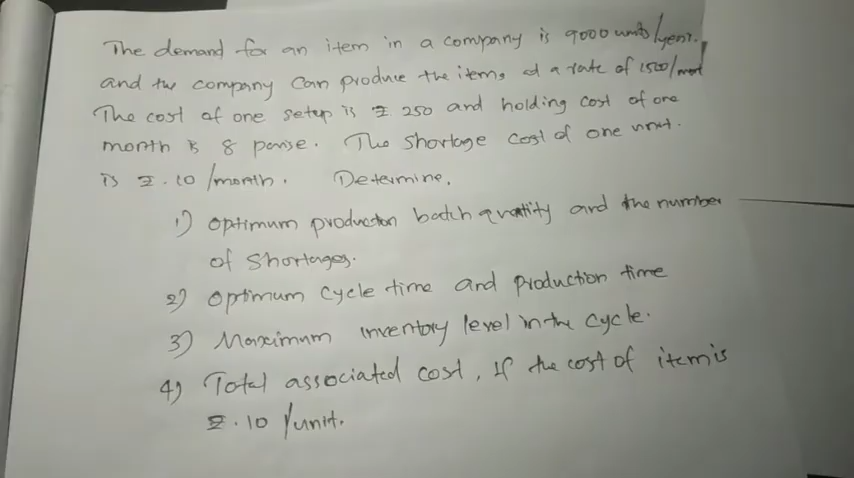 The demand for an item in a company is 9000 units/year.
and the company can produce the items at a rate of 1500/
The cost of one setup is ₹ 250 and holding cost of one
month is 8 paise. The shortage cost of one unit.
is ₹.10 /month. Determine.
1) Optimum production batch quantity and the number
of shortages.
2) Optimum cycle time and production time
3) Maximum inventory level in the cycle.
4) Total associated cost, If the cost of item is
₹.10 /unit.